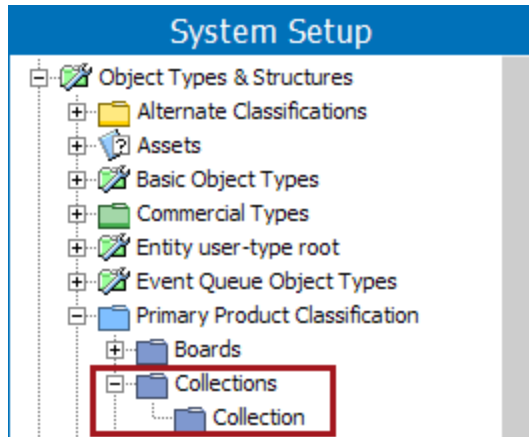 System Setup
Object Types & Structures
Alternate Classifications
Assets
Basic Object Types
Commercial Types
Entity user-type root
Event Queue Object Types
Primary Product Classification
Boards
Collections
Collection